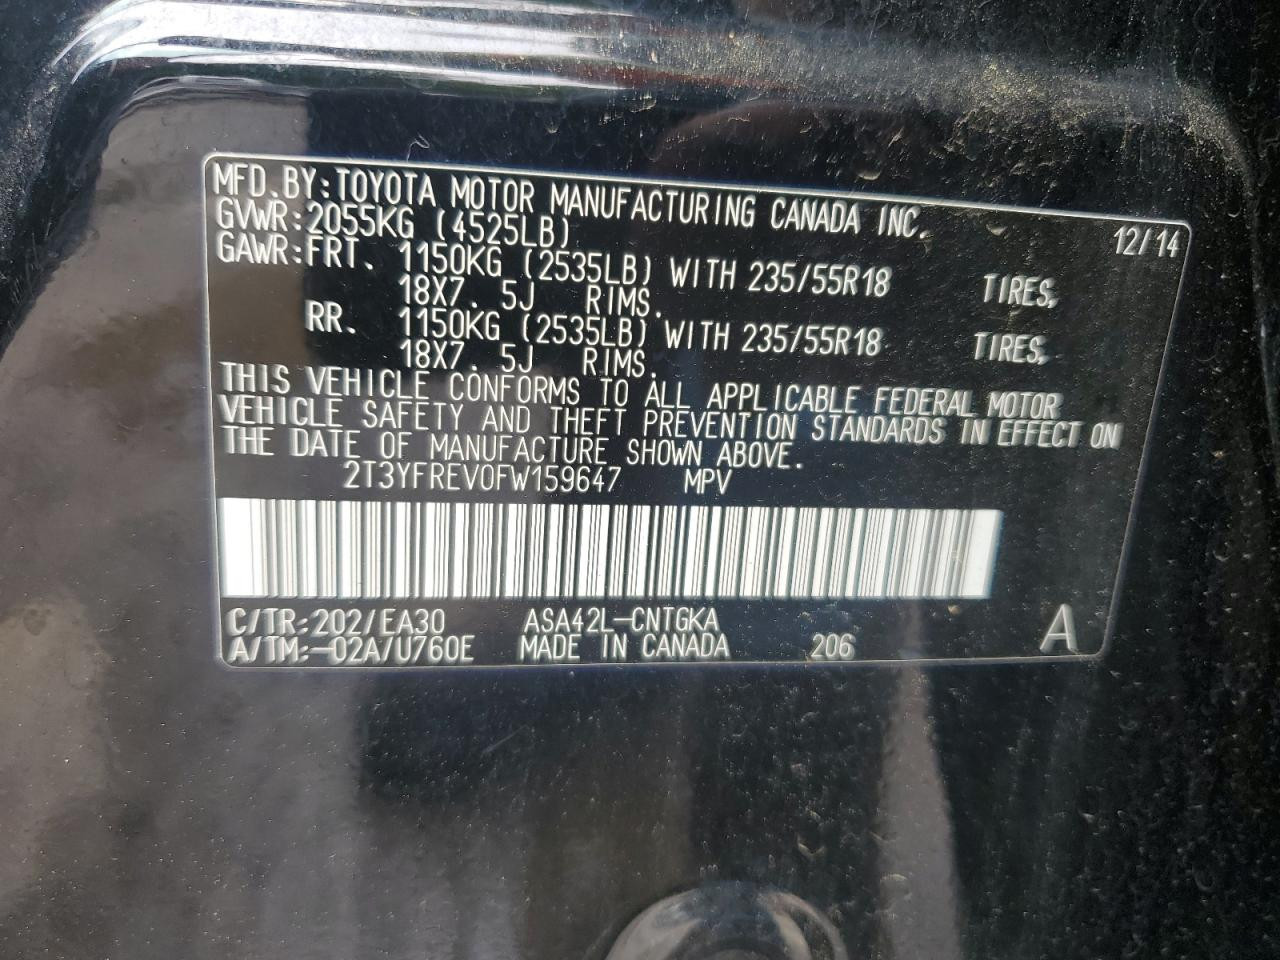 MFD.BY:TOYOTA MOTOR MANUFACTURING CANADA INC.
GVWR:2055KG (4525LB) 12/14
GAWR:FRT. 1150KG (2535LB) WITH 235/55R18 TIRES,
18X7.5J RIMS.
RR. 1150KG (2535LB) WITH 235/55R18 TIRES,
18X7.5J RIMS.
THIS VEHICLE CONFORMS TO ALL APPLICABLE FEDERAL MOTOR
VEHICLE SAFETY AND THEFT PREVENTION STANDARDS IN EFFECT ON
THE DATE OF MANUFACTURE SHOWN ABOVE.
2T3YFREV0FW159647 MPV
C/TR:202/EA30 ASA42L-CNTGKA
A/TM:-02A/U760E MADE IN CANADA 206 A